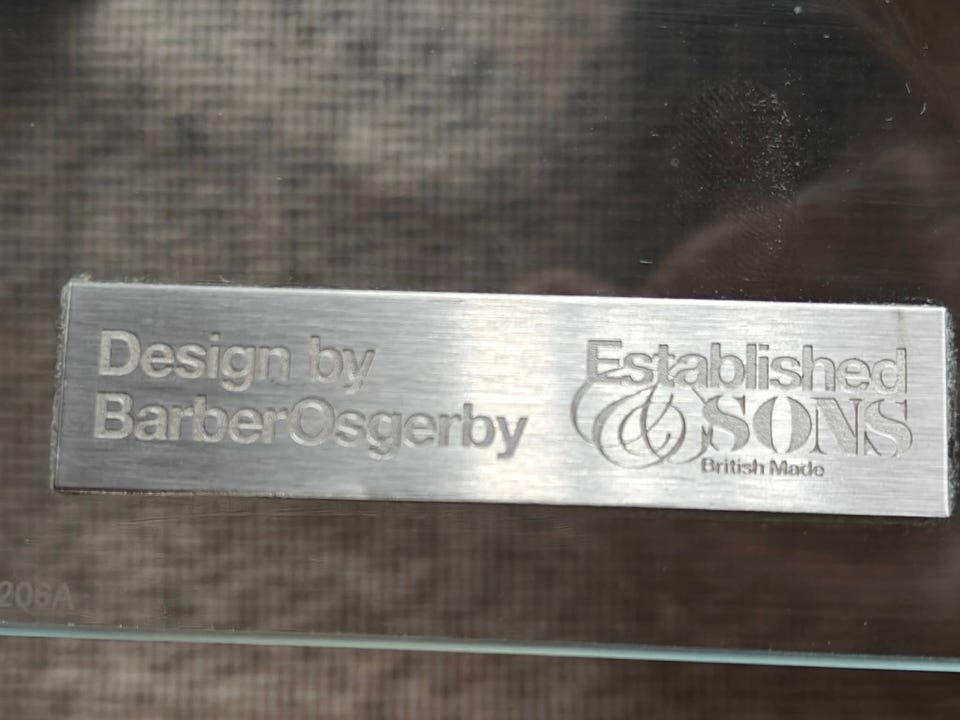 Design by
BarberOsgerby
Established
& SONS
British Made
206A